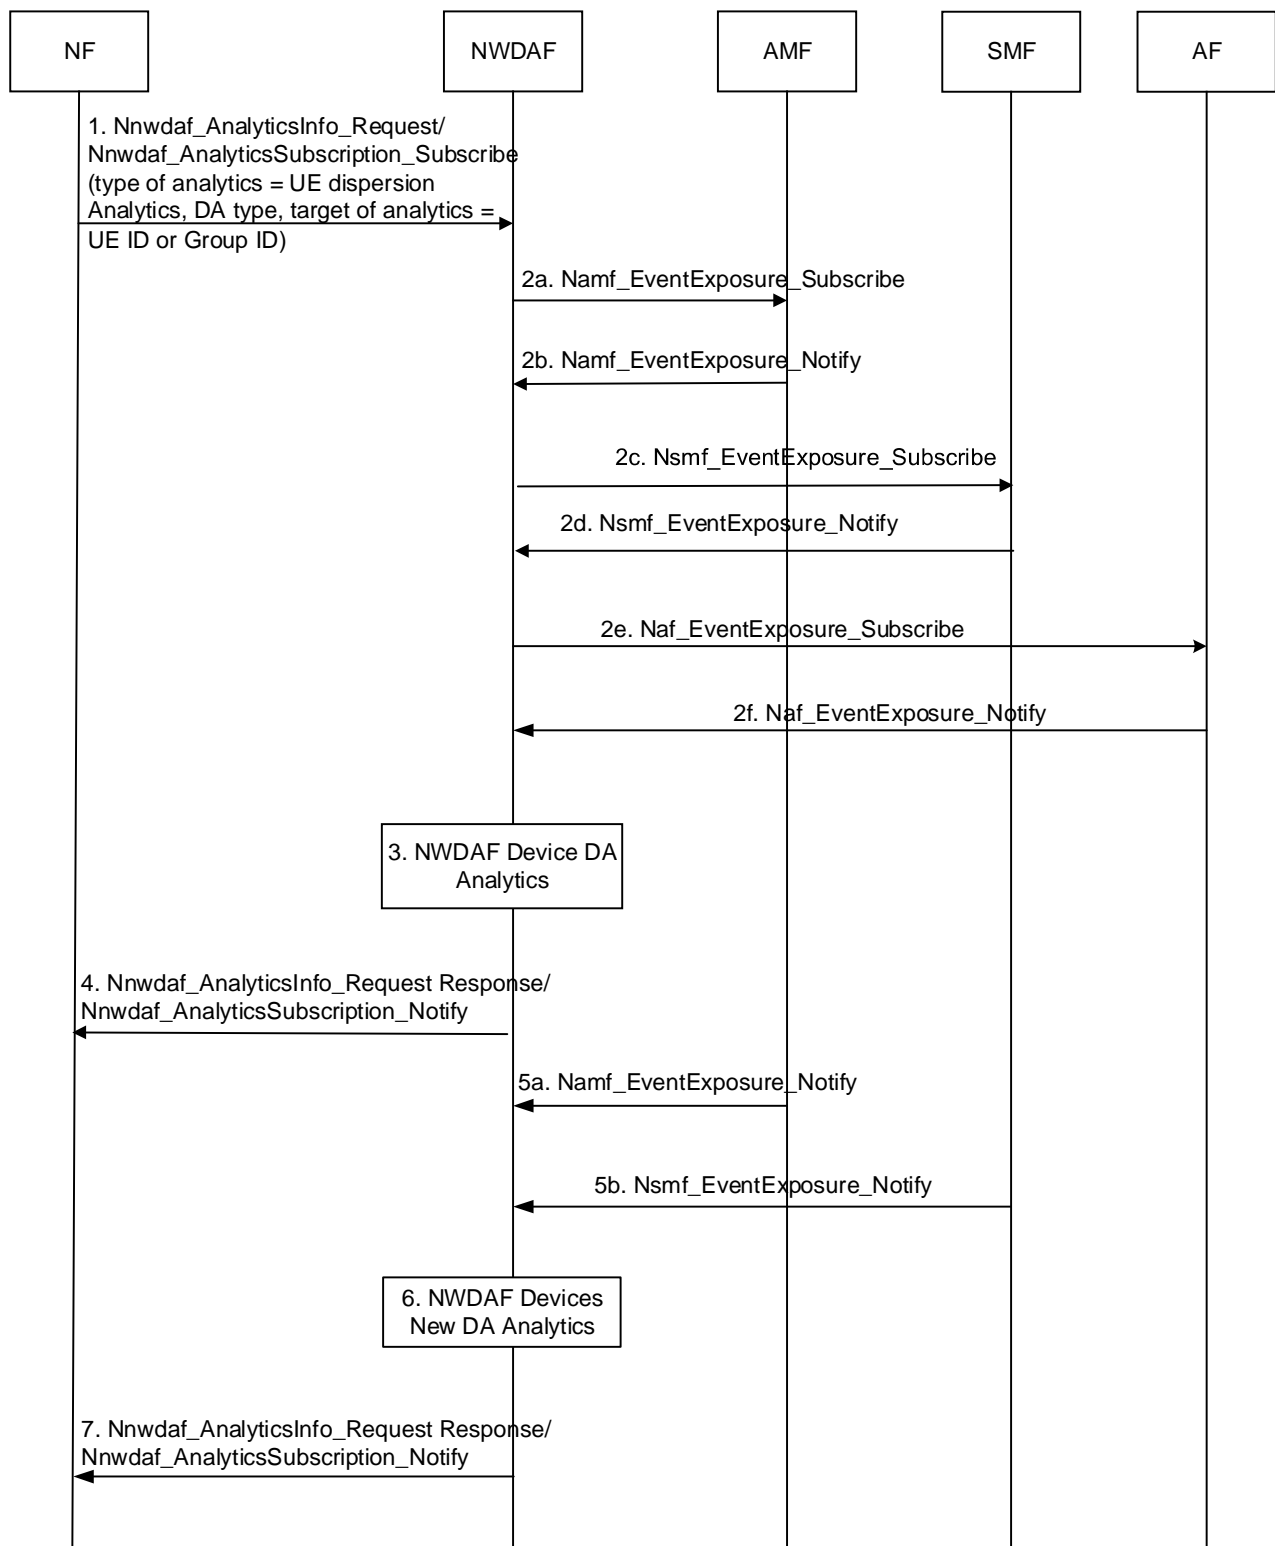 NF
NWDAF
AMF
SMF
AF
1. Nnwdaf_AnalyticsInfo_Request/
Nnwdaf_AnalyticsSubscription_Subscribe
(type of analytics = UE dispersion
Analytics, DA type, target of analytics =
UE ID or Group ID)
2a. Namf_EventExposure_Subscribe
2b. Namf_EventExposure_Notify
2c. Nsmf_EventExposure_Subscribe
2d. Nsmf_EventExposure_Notify
2e. Naf_EventExposure_Subscribe
2f. Naf_EventExposure_Notify
3. NWDAF Device DA
Analytics
4. Nnwdaf_AnalyticsInfo_Request Response/
Nnwdaf_AnalyticsSubscription_Notify
5a. Namf_EventExposure_Notify
5b. Nsmf_EventExposure_Notify
6. NWDAF Devices
New DA Analytics
7. Nnwdaf_AnalyticsInfo_Request Response/
Nnwdaf_AnalyticsSubscription_Notify